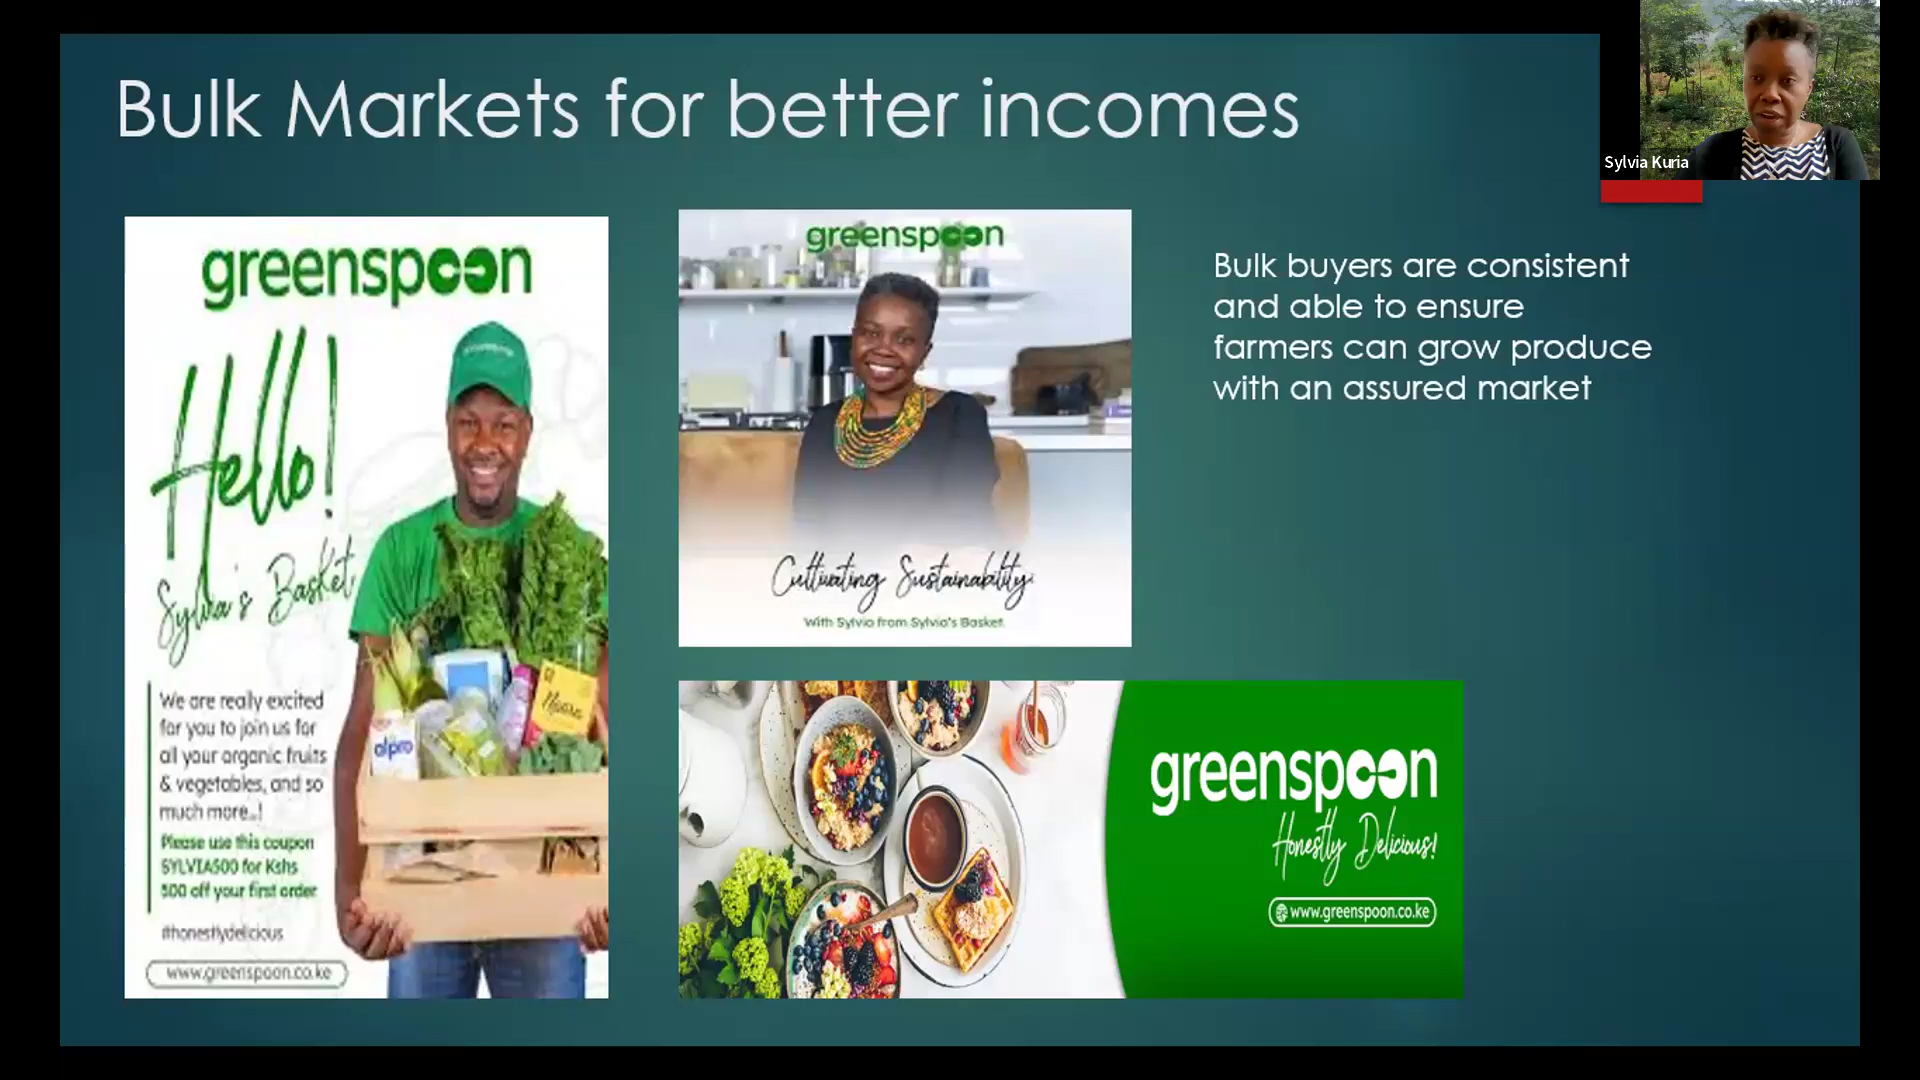 Bulk Markets for better incomes
Sylvia Kuria
greenspoon
Hello!
Sylvia's Basket
We are really excited
for you to join us for
all your organic fruits
& vegetables, and so
much more..!
Please use this coupon
SYLVIA500 for Kshs
500 off your first order
#honestlydelicious
www.greenspoon.co.ke
alpro
greenspoon
Cultivating Sustainability:
With Sylvia from Sylvia's Basket
Bulk buyers are consistent
and able to ensure
farmers can grow produce
with an assured market
greenspoon
Honestly Delicious!
www.greenspoon.co.ke